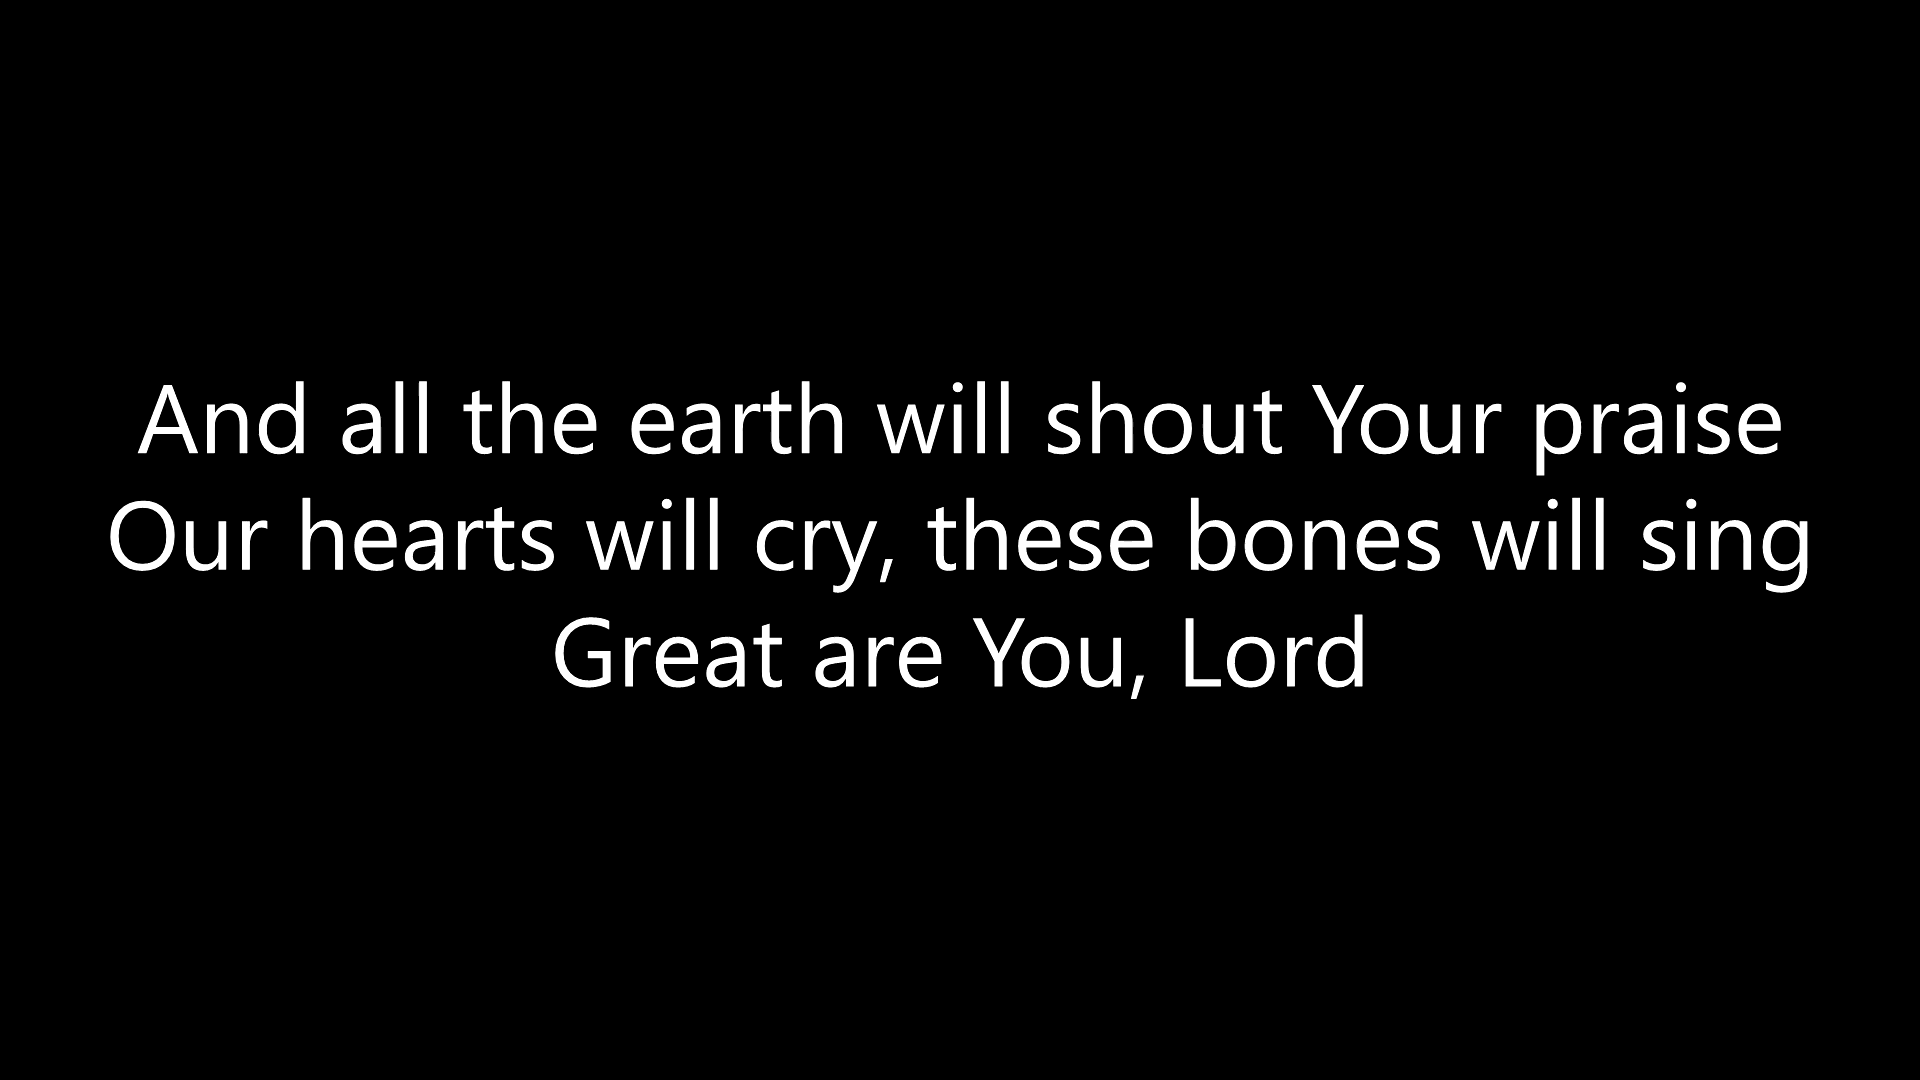 And all the earth will shout Your praise
Our hearts will cry, these bones will sing
Great are You, Lord